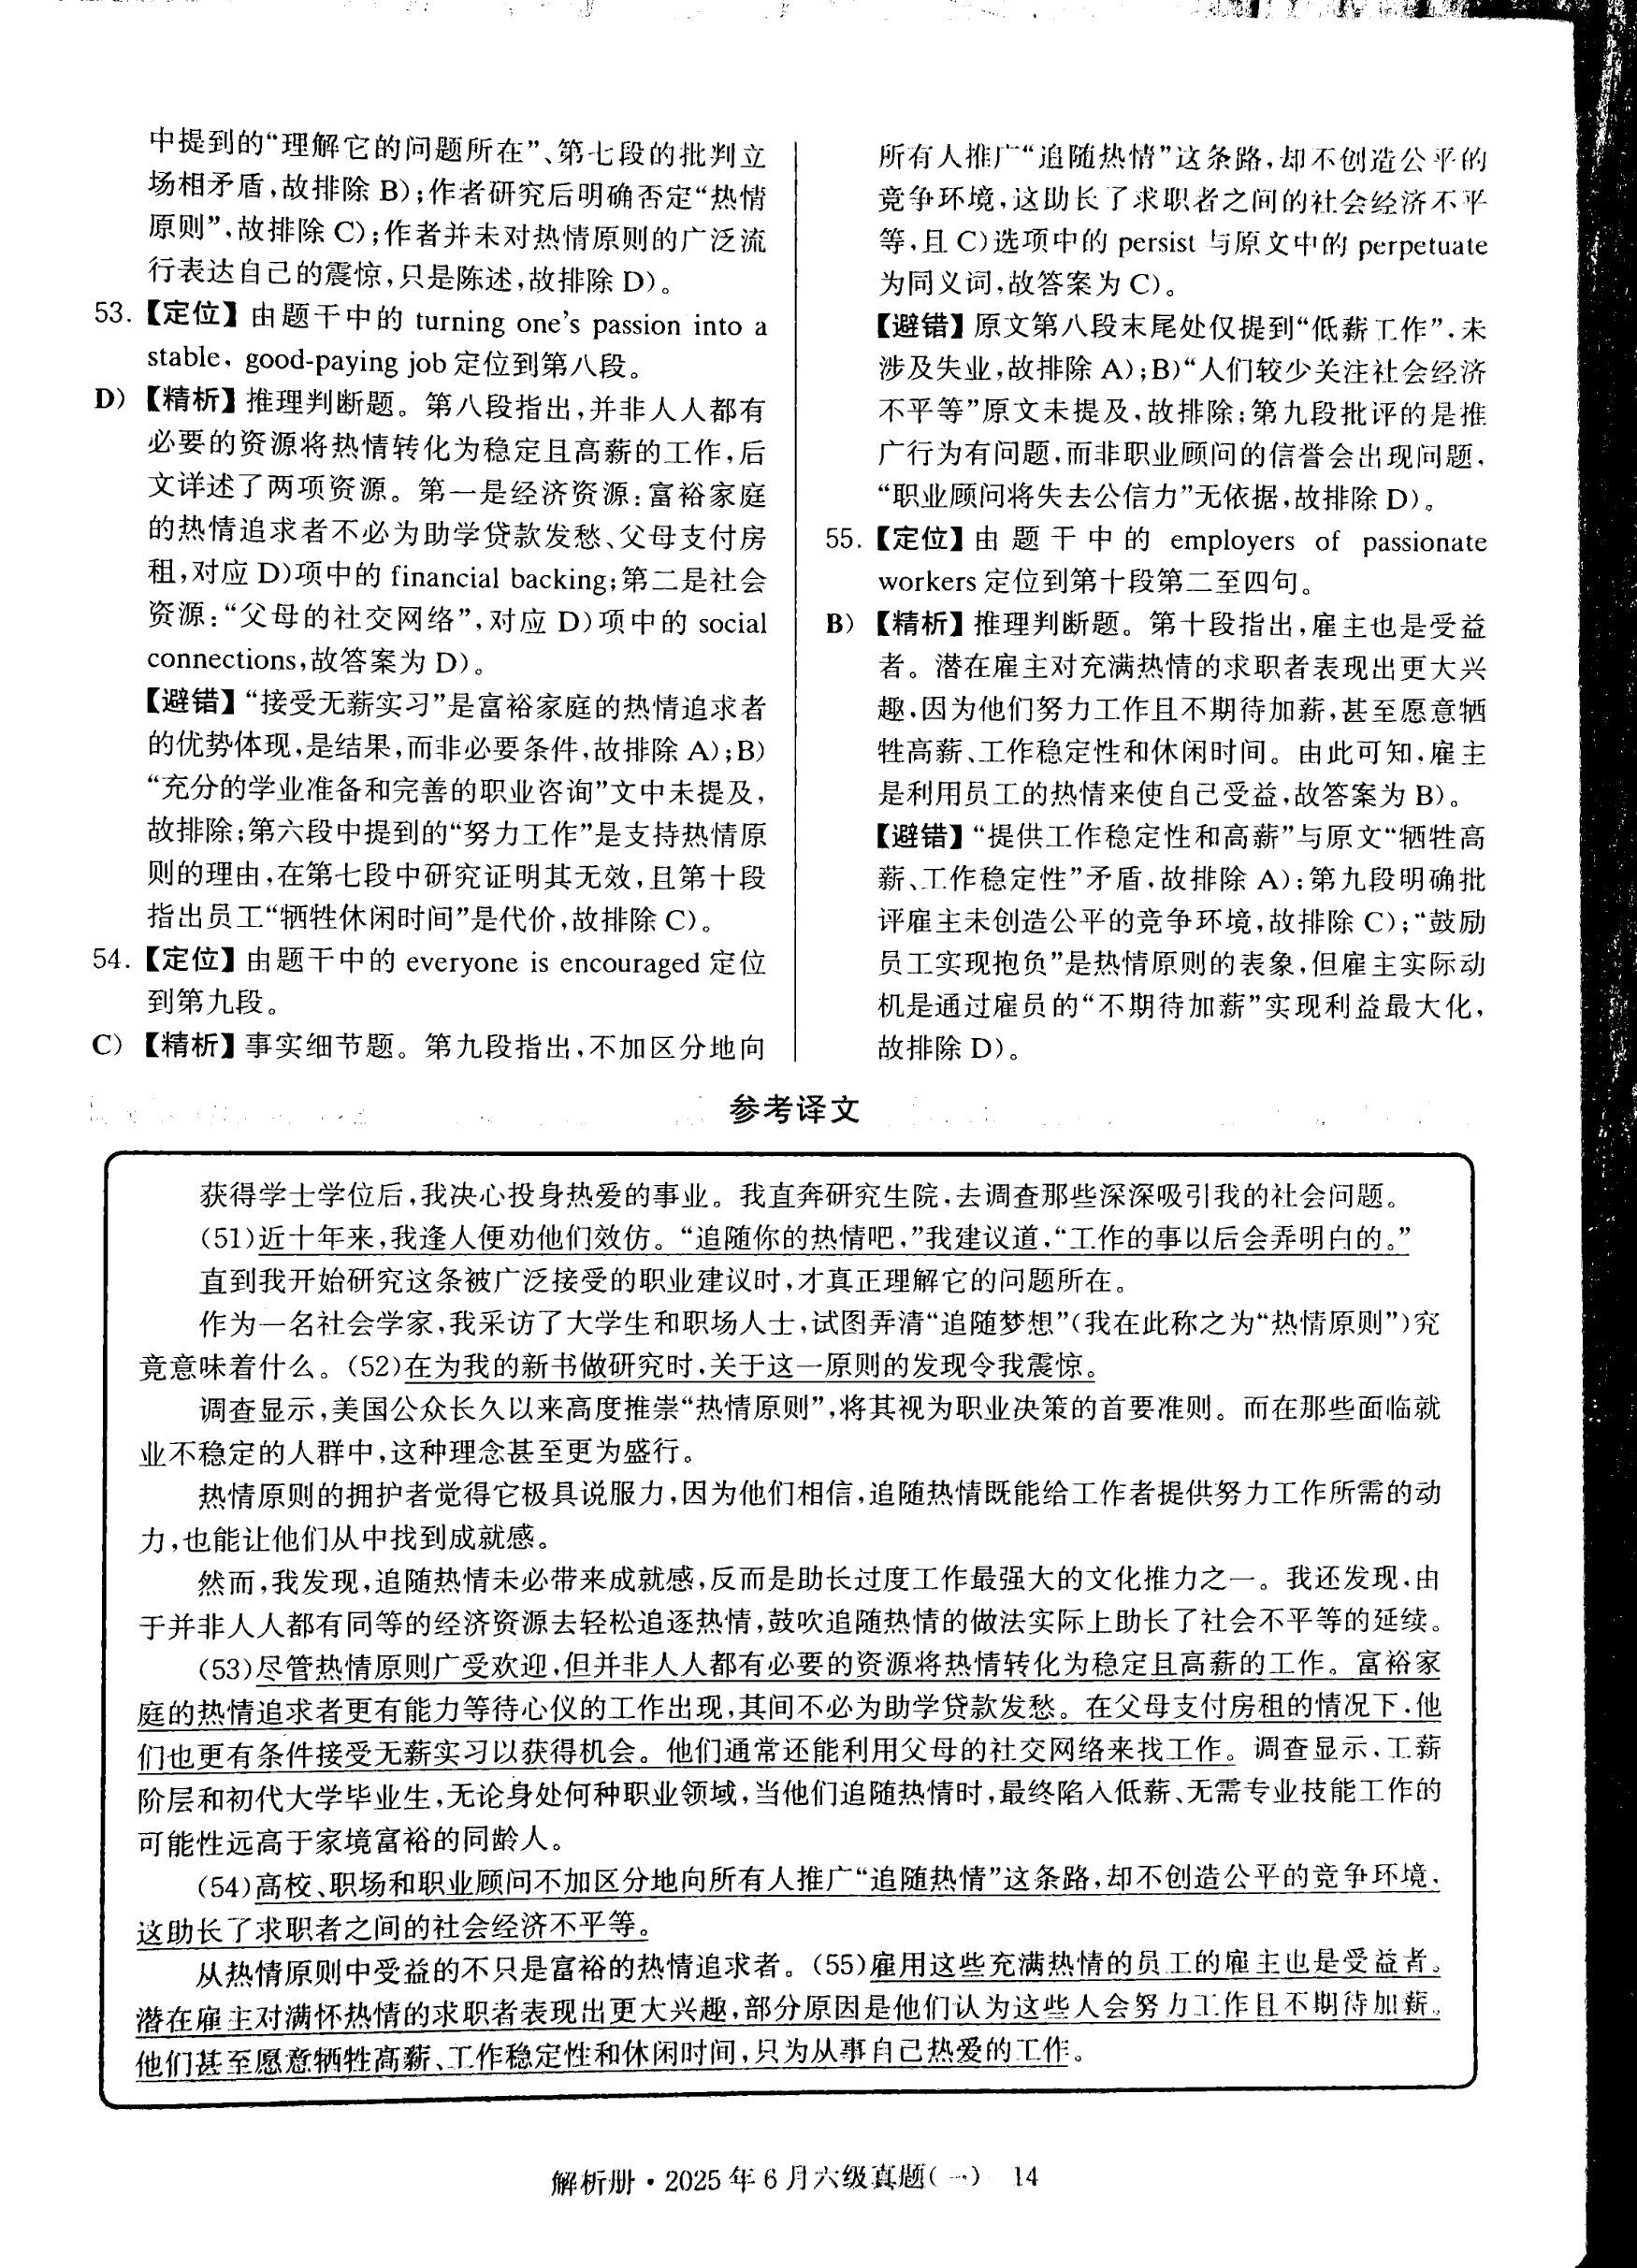 中提到的“理解它的问题所在”、第七段的批判立
场相矛盾,故排除 B);作者研究后明确否定“热情
原则”,故排除 C);作者并未对热情原则的广泛流
行表达自己的震惊,只是陈述,故排除 D)。
53.【定位】由题干中的 turning one's passion into a
stable, good-paying job 定位到第八段。
D)【精析】推理判断题。第八段指出,并非人人都有
必要的资源将热情转化为稳定且高薪的工作,后
文详述了两项资源。第一是经济资源:富裕家庭
的热情追求者不必为助学贷款发愁、父母支付房
租,对应 D)项中的 financial backing;第二是社会
资源:“父母的社交网络”,对应 D)项中的 social
connections,故答案为 D)。
【避错】“接受无薪实习”是富裕家庭的热情追求者
的优势体现,是结果,而非必要条件,故排除 A);B)
“充分的学业准备和完善的职业咨询”文中未提及,
故排除;第六段中提到的“努力工作”是支持热情原
则的理由,在第七段中研究证明其无效,且第十段
指出员工“牺牲休闲时间”是代价,故排除 C)。
54.【定位】由题干中的 everyone is encouraged 定位
到第九段。
C)【精析】事实细节题。第九段指出,不加区分地向
所有人推广“追随热情”这条路,却不创造公平的
竞争环境,这助长了求职者之间的社会经济不平
等,且 C)选项中的 persist 与原文中的 perpetuate
为同义词,故答案为 C)。
【避错】原文第八段末尾处仅提到“低薪工作”,未
涉及失业,故排除 A);B)“人们较少关注社会经济
不平等”原文未提及,故排除;第九段批评的是推
广行为有问题,而非职业顾问的信誉会出现问题,
“职业顾问将失去公信力”无依据,故排除 D)。
55.【定位】由题干中的 employers of passionate
workers 定位到第十段第二至四句。
B)【精析】推理判断题。第十段指出,雇主也是受益
者。潜在雇主对充满热情的求职者表现出更大兴
趣,因为他们努力工作且不期待加薪,甚至愿意牺
牲高薪、工作稳定性和休闲时间。由此可知,雇主
是利用员工的热情来使自己受益,故答案为 B)。
【避错】“提供工作稳定性和高薪”与原文“牺牲高
薪、工作稳定性”矛盾,故排除 A);第九段明确批
评雇主未创造公平的竞争环境,故排除 C);“鼓励
员工实现抱负”是热情原则的表象,但雇主实际动
机是通过雇员的“不期待加薪”实现利益最大化,
故排除 D)。
参考译文
获得学士学位后,我决心投身热爱的事业。我直奔研究生院,去调查那些深深吸引我的社会问题。
(51)近十年来,我逢人便劝他们效仿。“追随你的热情吧,”我建议道,“工作的事以后会弄明白的。”
直到我开始研究这条被广泛接受的职业建议时,才真正理解它的问题所在。
作为一名社会学家,我采访了大学生和职场人士,试图弄清“追随梦想”(我在此称之为“热情原则”)究
竟意味着什么。(52)在为我的新书做研究时,关于这一原则的发现令我震惊。
调查显示,美国公众长久以来高度推崇“热情原则”,将其视为职业决策的首要准则。而在那些面临就
业不稳定的人群中,这种理念甚至更为盛行。
热情原则的拥护者觉得它极具说服力,因为他们相信,追随热情既能给工作者提供努力工作所需的动
力,也能让他们从中找到成就感。
然而,我发现,追随热情未必带来成就感,反而是助长过度工作最强大的文化推力之一。我还发现,由
于并非人人都有同等的经济资源去轻松追逐热情,鼓吹追随热情的做法实际上助长了社会不平等的延续。
(53)尽管热情原则广受欢迎,但并非人人都有必要的资源将热情转化为稳定且高薪的工作。富裕家
庭的热情追求者更有能力等待心仪的工作出现,其间不必为助学贷款发愁。在父母支付房租的情况下,他
们也更有条件接受无薪实习以获得机会。他们通常还能利用父母的社交网络来找工作。调查显示,工薪
阶层和初代大学毕业生,无论身处何种职业领域,当他们追随热情时,最终陷入低薪、无需专业技能工作的
可能性远高于家境富裕的同龄人。
(54)高校、职场和职业顾问不加区分地向所有人推广“追随热情”这条路,却不创造公平的竞争环境,
这助长了求职者之间的社会经济不平等。
从热情原则中受益的不只是富裕的热情追求者。(55)雇用这些充满热情的员工的雇主也是受益者。
潜在雇主对满怀热情的求职者表现出更大兴趣,部分原因是他们认为这些人会努力工作且不期待加薪。
他们甚至愿意牺牲高薪、工作稳定性和休闲时间,只为从事自己热爱的工作。
解析册·2025 年 6 月六级真题(一) 14